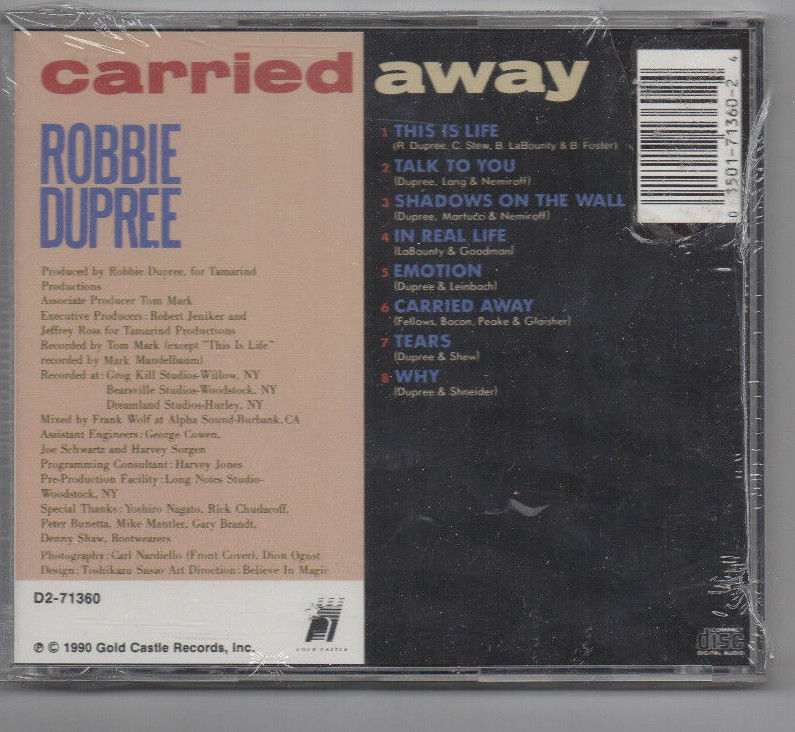 carried away
ROBBIE
DUPREE
Produced by Robbie Dupree, for Tamarind
Productions
Associate Producer Tom Mark
Executive Producers: Robert Jeniker and
Jeffrey Ross for Tamarind Productions
Recorded by Tom Mark (except "This Is Life"
recorded by Mark Mandelbaum)
Recorded at: Grog Kill Studios-Willow, NY
Bearsville Studios-Woodstock, NY
Dreamland Studios-Hurley, NY
Mixed by Frank Wolf at Alpha Sound-Burbank, CA
Assistant Engineers: George Cowen,
Joe Schwartz and Harvey Sorgen
Programming Consultant: Harvey Jones
Pre-Production Facility: Long Notes Studio-
Woodstock, NY
Special Thanks: Yoshiro Nagato, Rick Chudacoff,
Peter Bunetta, Mike Mantler, Gary Brandt,
Denny Shaw, Bootwearers
Photography: Carl Nardiello (Front Cover), Dion Ogust
Design: Toshikazu Sasao Art Direction: Believe In Magic
D2-71360
℗ © 1990 Gold Castle Records, Inc.
GOLD CASTLE
1 THIS IS LIFE
(R. Dupree, C. Stew, B. LaBounty & B. Foster)
2 TALK TO YOU
(Dupree, Lang & Nemiroff)
3 SHADOWS ON THE WALL
(Dupree, Martucci & Nemiroff)
4 IN REAL LIFE
(LaBounty & Goodman)
5 EMOTION
(Dupree & Leinbach)
6 CARRIED AWAY
(Fellows, Bacon, Peake & Glaisher)
7 TEARS
(Dupree & Shew)
8 WHY
(Dupree & Shneider)
0 1501-71360-2 4
COMPACT
disc
DIGITAL AUDIO